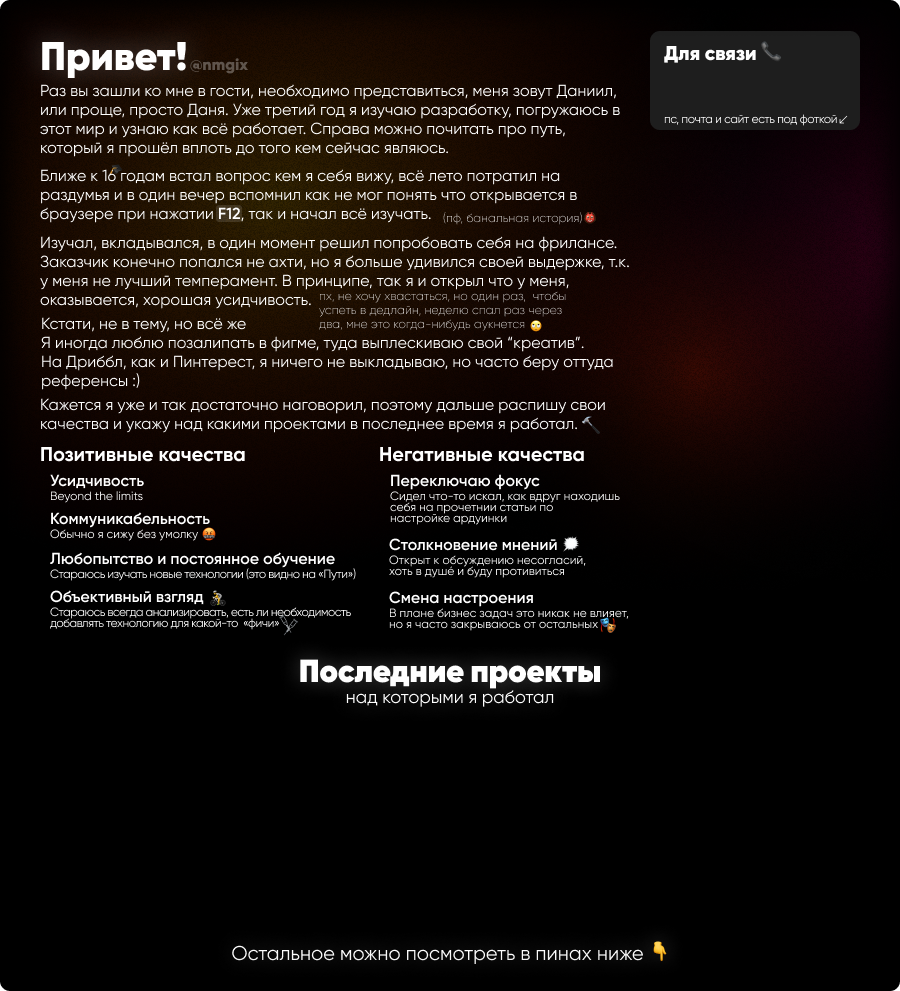 Привет! @nmgix
Раз вы зашли ко мне в гости, необходимо представиться, меня зовут Даниил,
или проще, просто Даня. Уже третий год я изучаю разработку, погружаюсь в
этот мир и узнаю как всё работает. Справа можно почитать про путь,
который я прошёл вплоть до того кем сейчас являюсь.
Ближе к 16 годам встал вопрос кем я себя вижу, всё лето потратил на
раздумья и в один вечер вспомнил как не мог понять что открывается в
браузере при нажатии F12, так и начал всё изучать. (пф, банальная история)👹
Изучал, вкладывался, в один момент решил попробовать себя на фрилансе.
Заказчик конечно попался не ахти, но я больше удивился своей выдержке, т.к.
у меня не лучший темперамент. В принципе, так я и открыл что у меня,
оказывается, хорошая усидчивость.
пх, не хочу хвастаться, но один раз, чтобы
успеть в дедлайн, неделю спал раз через
два, мне это когда-нибудь аукнется 🙄
Кстати, не в тему, но всё же
Я иногда люблю позалипать в фигме, туда выплескиваю свой “креатив”.
На Дриббл, как и Пинтерест, я ничего не выкладываю, но часто беру оттуда
референсы :)
Кажется я уже и так достаточно наговорил, поэтому дальше распишу свои
качества и укажу над какими проектами в последнее время я работал. 🔨
Позитивные качества
Усидчивость
Beyond the limits
Коммуникабельность
Обычно я сижу без умолку 🤬
Любопытство и постоянное обучение
Стараюсь изучать новые технологии (это видно на «Пути»)
Объективный взгляд
Стараюсь всегда анализировать, есть ли необходимость
добавлять технологию для какой-то «фичи»
Негативные качества
Переключаю фокус
Сидел что-то искал, как вдруг находишь
себя на прочетнии статьи по
настройке ардуинки
Столкновение мнений
Открыт к обсуждению несогласий,
хоть в душé и буду противиться
Смена настроения
В плане бизнес задач это никак не влияет,
но я часто закрываюсь от остальных🎭
Последние проекты
над которыми я работал
Остальное можно посмотреть в пинах ниже 👇
Для связи 📞
пс, почта и сайт есть под фоткой↙